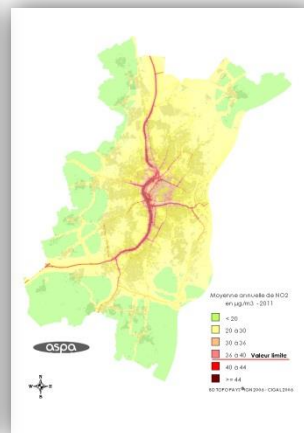 Moyenne annuelle de NO2
en µg/m3 - 2011
< 20
20 à 30
30 à 36
36 à 40 Valeur limite
40 à 44
>= 44
aspa